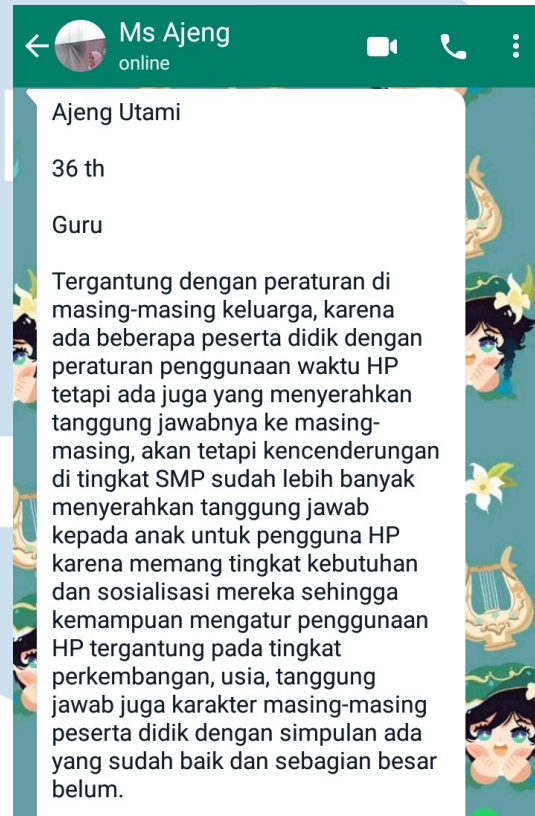 Ms Ajeng
online
Ajeng Utami
36 th
Guru
Tergantung dengan peraturan di
masing-masing keluarga, karena
ada beberapa peserta didik dengan
peraturan penggunaan waktu HP
tetapi ada juga yang menyerahkan
tanggung jawabnya ke masing-
masing, akan tetapi kencenderungan
di tingkat SMP sudah lebih banyak
menyerahkan tanggung jawab
kepada anak untuk pengguna HP
karena memang tingkat kebutuhan
dan sosialisasi mereka sehingga
kemampuan mengatur penggunaan
HP tergantung pada tingkat
perkembangan, usia, tanggung
jawab juga karakter masing-masing
peserta didik dengan simpulan ada
yang sudah baik dan sebagian besar
belum.